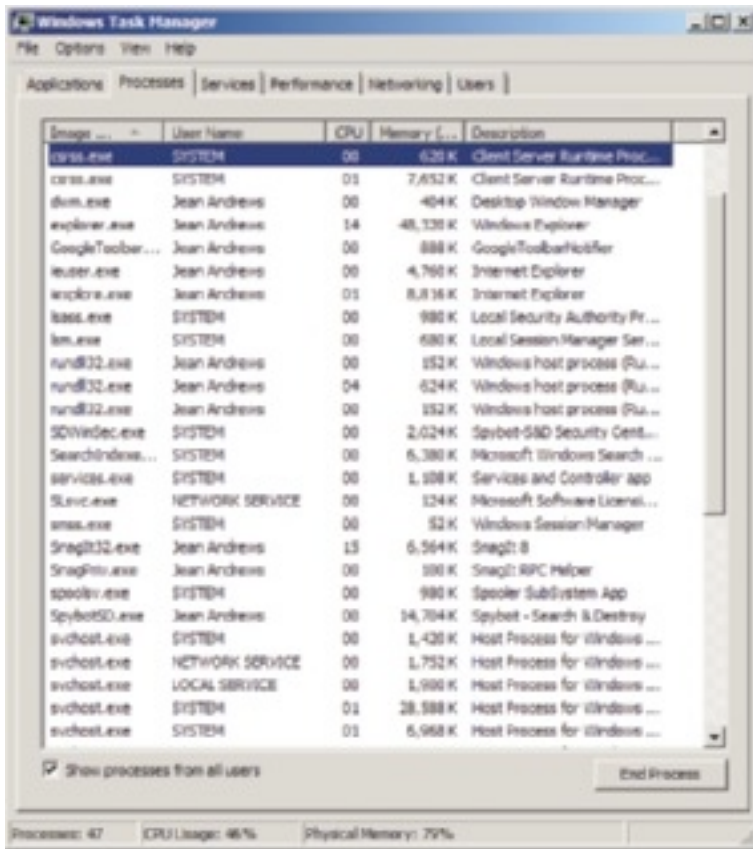 Windows Task Manager
File Options View Help
Applications Processes Services Performance Networking Users
Image ... User Name CPU Memory (... Description
csrss.exe SYSTEM 00 620 K Client Server Runtime Proc...
csrss.exe SYSTEM 01 7,652 K Client Server Runtime Proc...
dwm.exe Jean Andrews 00 404 K Desktop Window Manager
explorer.exe Jean Andrews 14 48,320 K Windows Explorer
GoogleToolbar... Jean Andrews 00 888 K GoogleToolbarNotifier
ieuser.exe Jean Andrews 00 4,760 K Internet Explorer
iexplore.exe Jean Andrews 01 8,816 K Internet Explorer
lsass.exe SYSTEM 00 980 K Local Security Authority Pr...
lsm.exe SYSTEM 00 680 K Local Session Manager Ser...
rundll32.exe Jean Andrews 00 152 K Windows host process (Ru...
rundll32.exe Jean Andrews 04 624 K Windows host process (Ru...
rundll32.exe Jean Andrews 00 152 K Windows host process (Ru...
SDWinSec.exe SYSTEM 00 2,024 K Spybot-S&D Security Cent...
SearchIndexe... SYSTEM 00 6,380 K Microsoft Windows Search ...
services.exe SYSTEM 00 1,108 K Services and Controller app
SLsvc.exe NETWORK SERVICE 00 124 K Microsoft Software Licensi...
smss.exe SYSTEM 00 52 K Windows Session Manager
SnagIt32.exe Jean Andrews 15 6,564 K SnagIt 8
SnagPriv.exe Jean Andrews 00 100 K SnagIt RPC Helper
spoolsv.exe SYSTEM 00 980 K Spooler SubSystem App
SpybotSD.exe Jean Andrews 00 14,704 K Spybot - Search & Destroy
svchost.exe SYSTEM 00 1,420 K Host Process for Windows ...
svchost.exe NETWORK SERVICE 00 1,752 K Host Process for Windows ...
svchost.exe LOCAL SERVICE 00 1,900 K Host Process for Windows ...
svchost.exe SYSTEM 01 28,588 K Host Process for Windows ...
svchost.exe SYSTEM 01 6,968 K Host Process for Windows ...
Show processes from all users
End Process
Processes: 47 CPU Usage: 46% Physical Memory: 79%